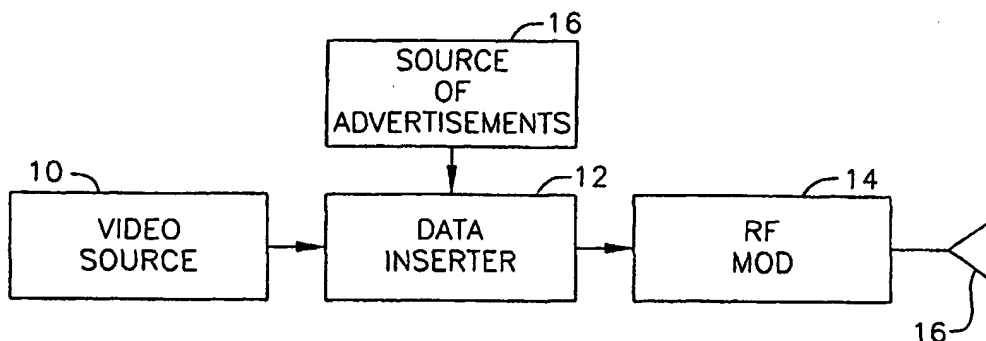 16
SOURCE
OF
ADVERTISEMENTS
10
VIDEO
SOURCE
12
DATA
INSERTER
14
RF
MOD
16